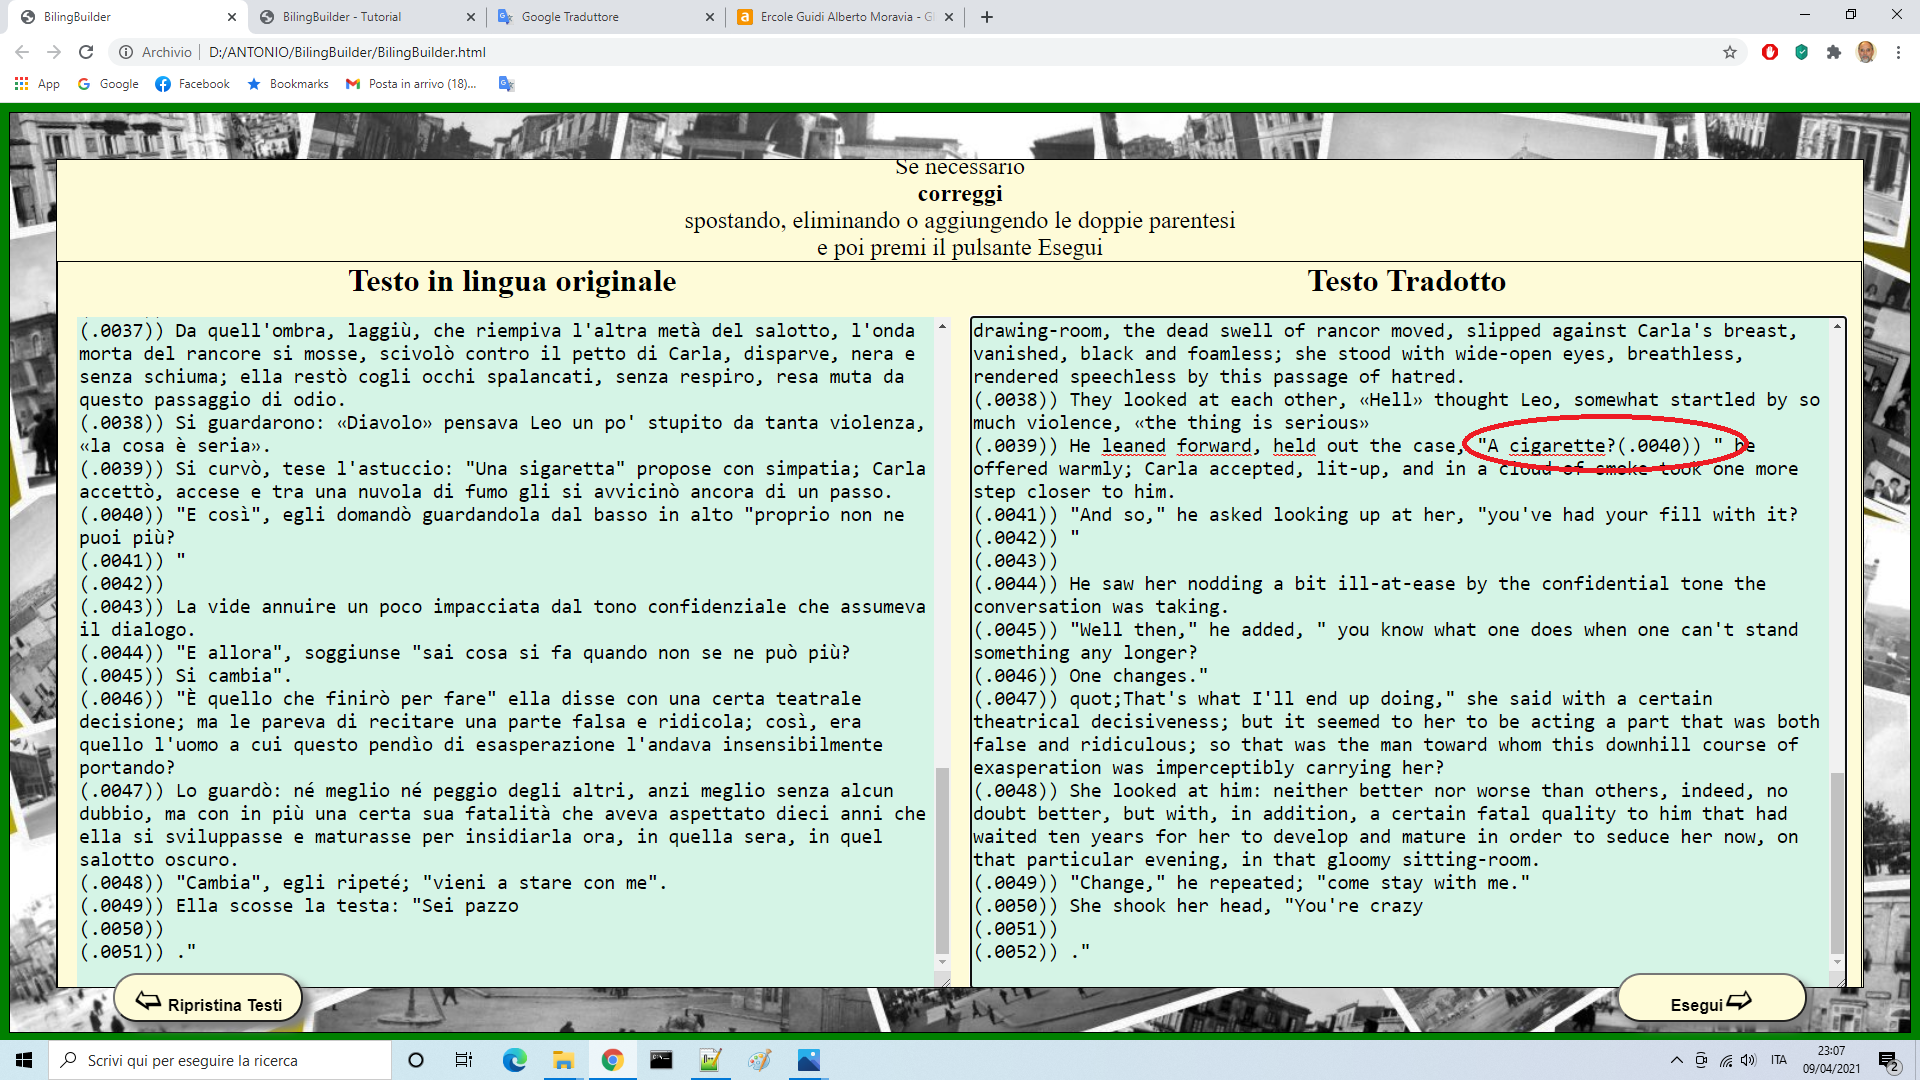 BilingBuilder
BilingBuilder - Tutorial
Google Traduttore
Ercole Guidi Alberto Moravia - Gl
Archivio
D:/ANTONIO/BilingBuilder/BilingBuilder.html
App
Google
Facebook
Bookmarks
Posta in arrivo (18)...
Se necessario
correggi
spostando, eliminando o aggiungendo le doppie parentesi
e poi premi il pulsante Esegui
Testo in lingua originale
(.0037)) Da quell'ombra, laggiù, che riempiva l'altra metà del salotto, l'onda
morta del rancore si mosse, scivolò contro il petto di Carla, disparve, nera e
senza schiuma; ella restò cogli occhi spalancati, senza respiro, resa muta da
questo passaggio di odio.
(.0038)) Si guardarono: «Diavolo» pensava Leo un po' stupito da tanta violenza,
«la cosa è seria».
(.0039)) Si curvò, tese l'astuccio: "Una sigaretta" propose con simpatia; Carla
accettò, accese e tra una nuvola di fumo gli si avvicinò ancora di un passo.
(.0040)) "E così", egli domandò guardandola dal basso in alto "proprio non ne
puoi più?
(.0041)) "
(.0042))
(.0043)) La vide annuire un poco impacciata dal tono confidenziale che assumeva
il dialogo.
(.0044)) "E allora", soggiunse "sai cosa si fa quando non se ne può più?
(.0045)) Si cambia".
(.0046)) "È quello che finirò per fare" ella disse con una certa teatrale
decisione; ma le pareva di recitare una parte falsa e ridicola; così, era
quello l'uomo a cui questo pendìo di esasperazione l'andava insensibilmente
portando?
(.0047)) Lo guardò: né meglio né peggio degli altri, anzi meglio senza alcun
dubbio, ma con in più una certa sua fatalità che aveva aspettato dieci anni che
ella si sviluppasse e maturasse per insidiarla ora, in quella sera, in quel
salotto oscuro.
(.0048)) "Cambia", egli ripeté; "vieni a stare con me".
(.0049)) Ella scosse la testa: "Sei pazzo
(.0050))
(.0051)) ."
Testo Tradotto
drawing-room, the dead swell of rancor moved, slipped against Carla's breast,
vanished, black and foamless; she stood with wide-open eyes, breathless,
rendered speechless by this passage of hatred.
(.0038)) They looked at each other, «Hell» thought Leo, somewhat startled by so
much violence, «the thing is serious»
(.0039)) He leaned forward, held out the case, "A cigarette?(.0040)) " he
offered warmly; Carla accepted, lit-up, and in a cloud of smoke took one more
step closer to him.
(.0041)) "And so," he asked looking up at her, "you've had your fill with it?
(.0042)) "
(.0043))
(.0044)) He saw her nodding a bit ill-at-ease by the confidential tone the
conversation was taking.
(.0045)) "Well then," he added, " you know what one does when one can't stand
something any longer?
(.0046)) One changes."
(.0047)) quot;That's what I'll end up doing," she said with a certain
theatrical decisiveness; but it seemed to her to be acting a part that was both
false and ridiculous; so that was the man toward whom this downhill course of
exasperation was imperceptibly carrying her?
(.0048)) She looked at him: neither better nor worse than others, indeed, no
doubt better, but with, in addition, a certain fatal quality to him that had
waited ten years for her to develop and mature in order to seduce her now, on
that particular evening, in that gloomy sitting-room.
(.0049)) "Change," he repeated; "come stay with me."
(.0050)) She shook her head, "You're crazy
(.0051))
(.0052)) ."
Ripristina Testi
Esegui
Scrivi qui per eseguire la ricerca
ITA
23:07
09/04/2021
2